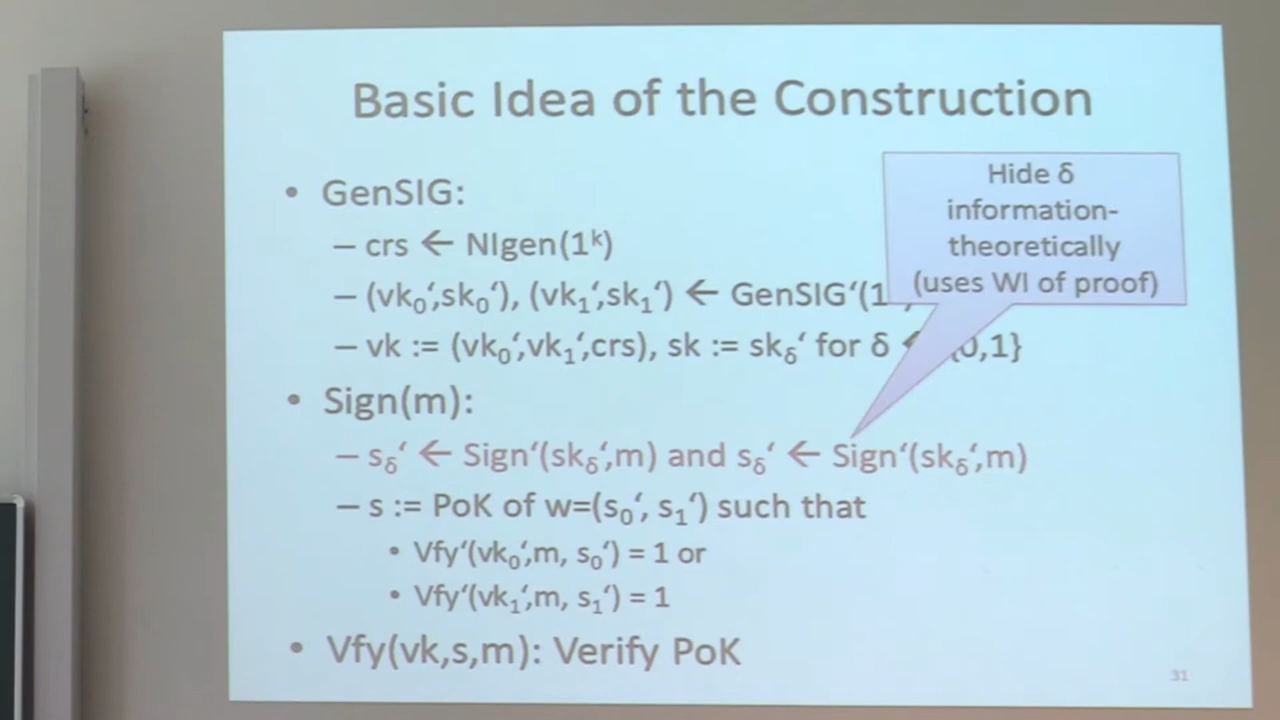 Basic Idea of the Construction
Hide δ
information-
theoretically
(uses WI of proof)
• GenSIG:
– crs ← NIgen(1ᵏ)
– (vk₀‘,sk₀‘), (vk₁‘,sk₁‘) ← GenSIG‘(1
– vk := (vk₀‘,vk₁‘,crs), sk := skδ‘ for δ ← {0,1}
• Sign(m):
– sδ‘ ← Sign‘(skδ‘,m) and sδ‘ ← Sign‘(skδ‘,m)
– s := PoK of w=(s₀‘, s₁‘) such that
• Vfy‘(vk₀‘,m, s₀‘) = 1 or
• Vfy‘(vk₁‘,m, s₁‘) = 1
• Vfy(vk,s,m): Verify PoK
31